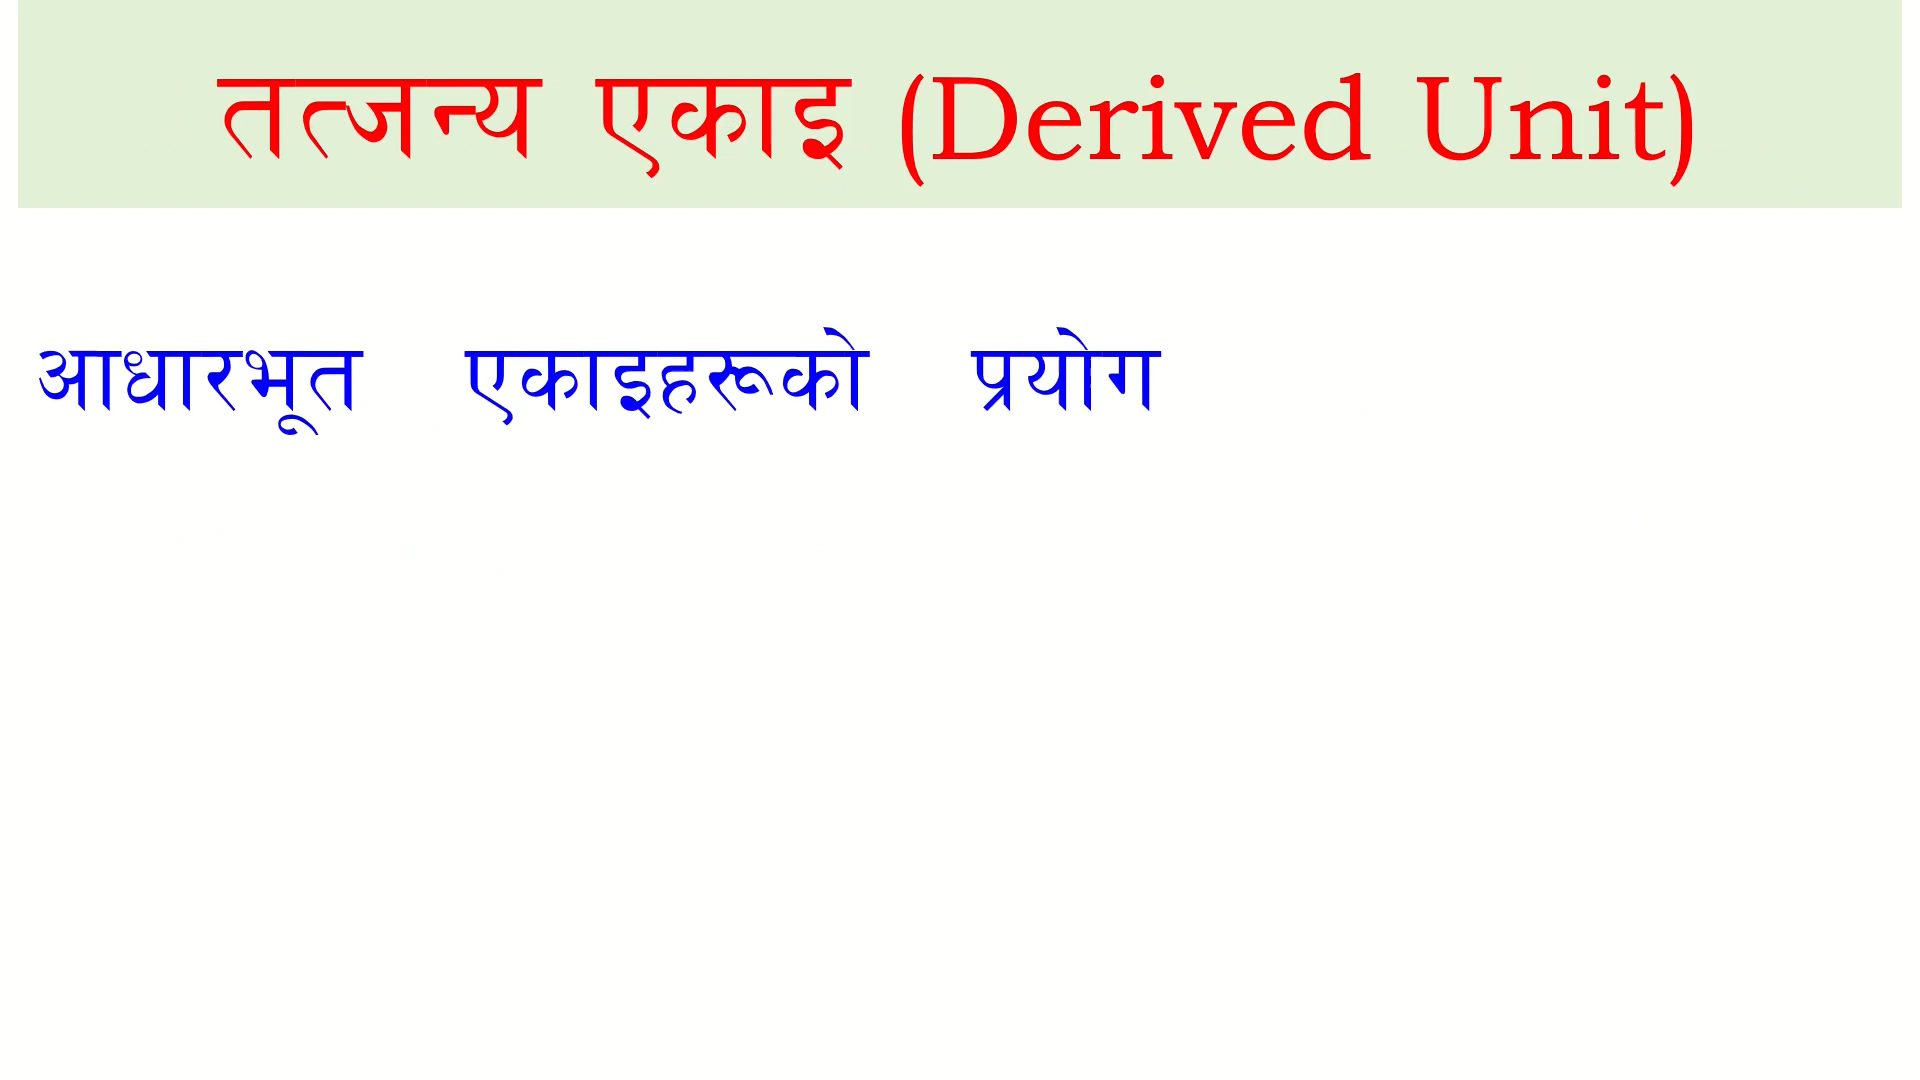 तत्जन्य एकाइ (Derived Unit)
आधारभूत एकाइहरूको प्रयोग